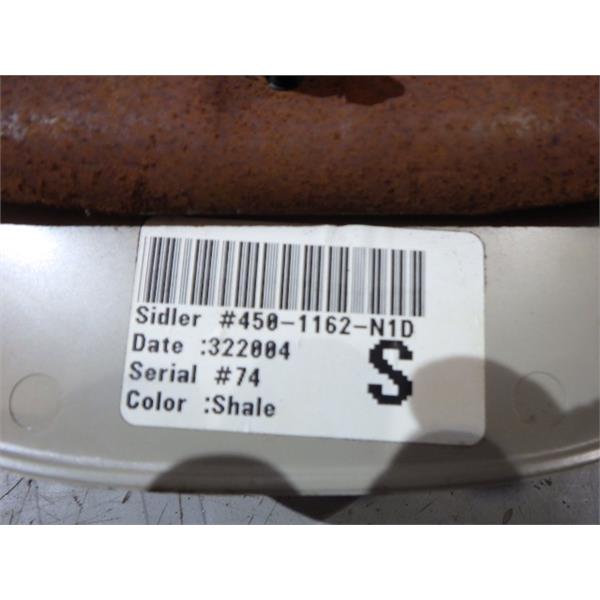 Sidler #450-1162-N1D
Date :322004
Serial #74
Color :Shale
S